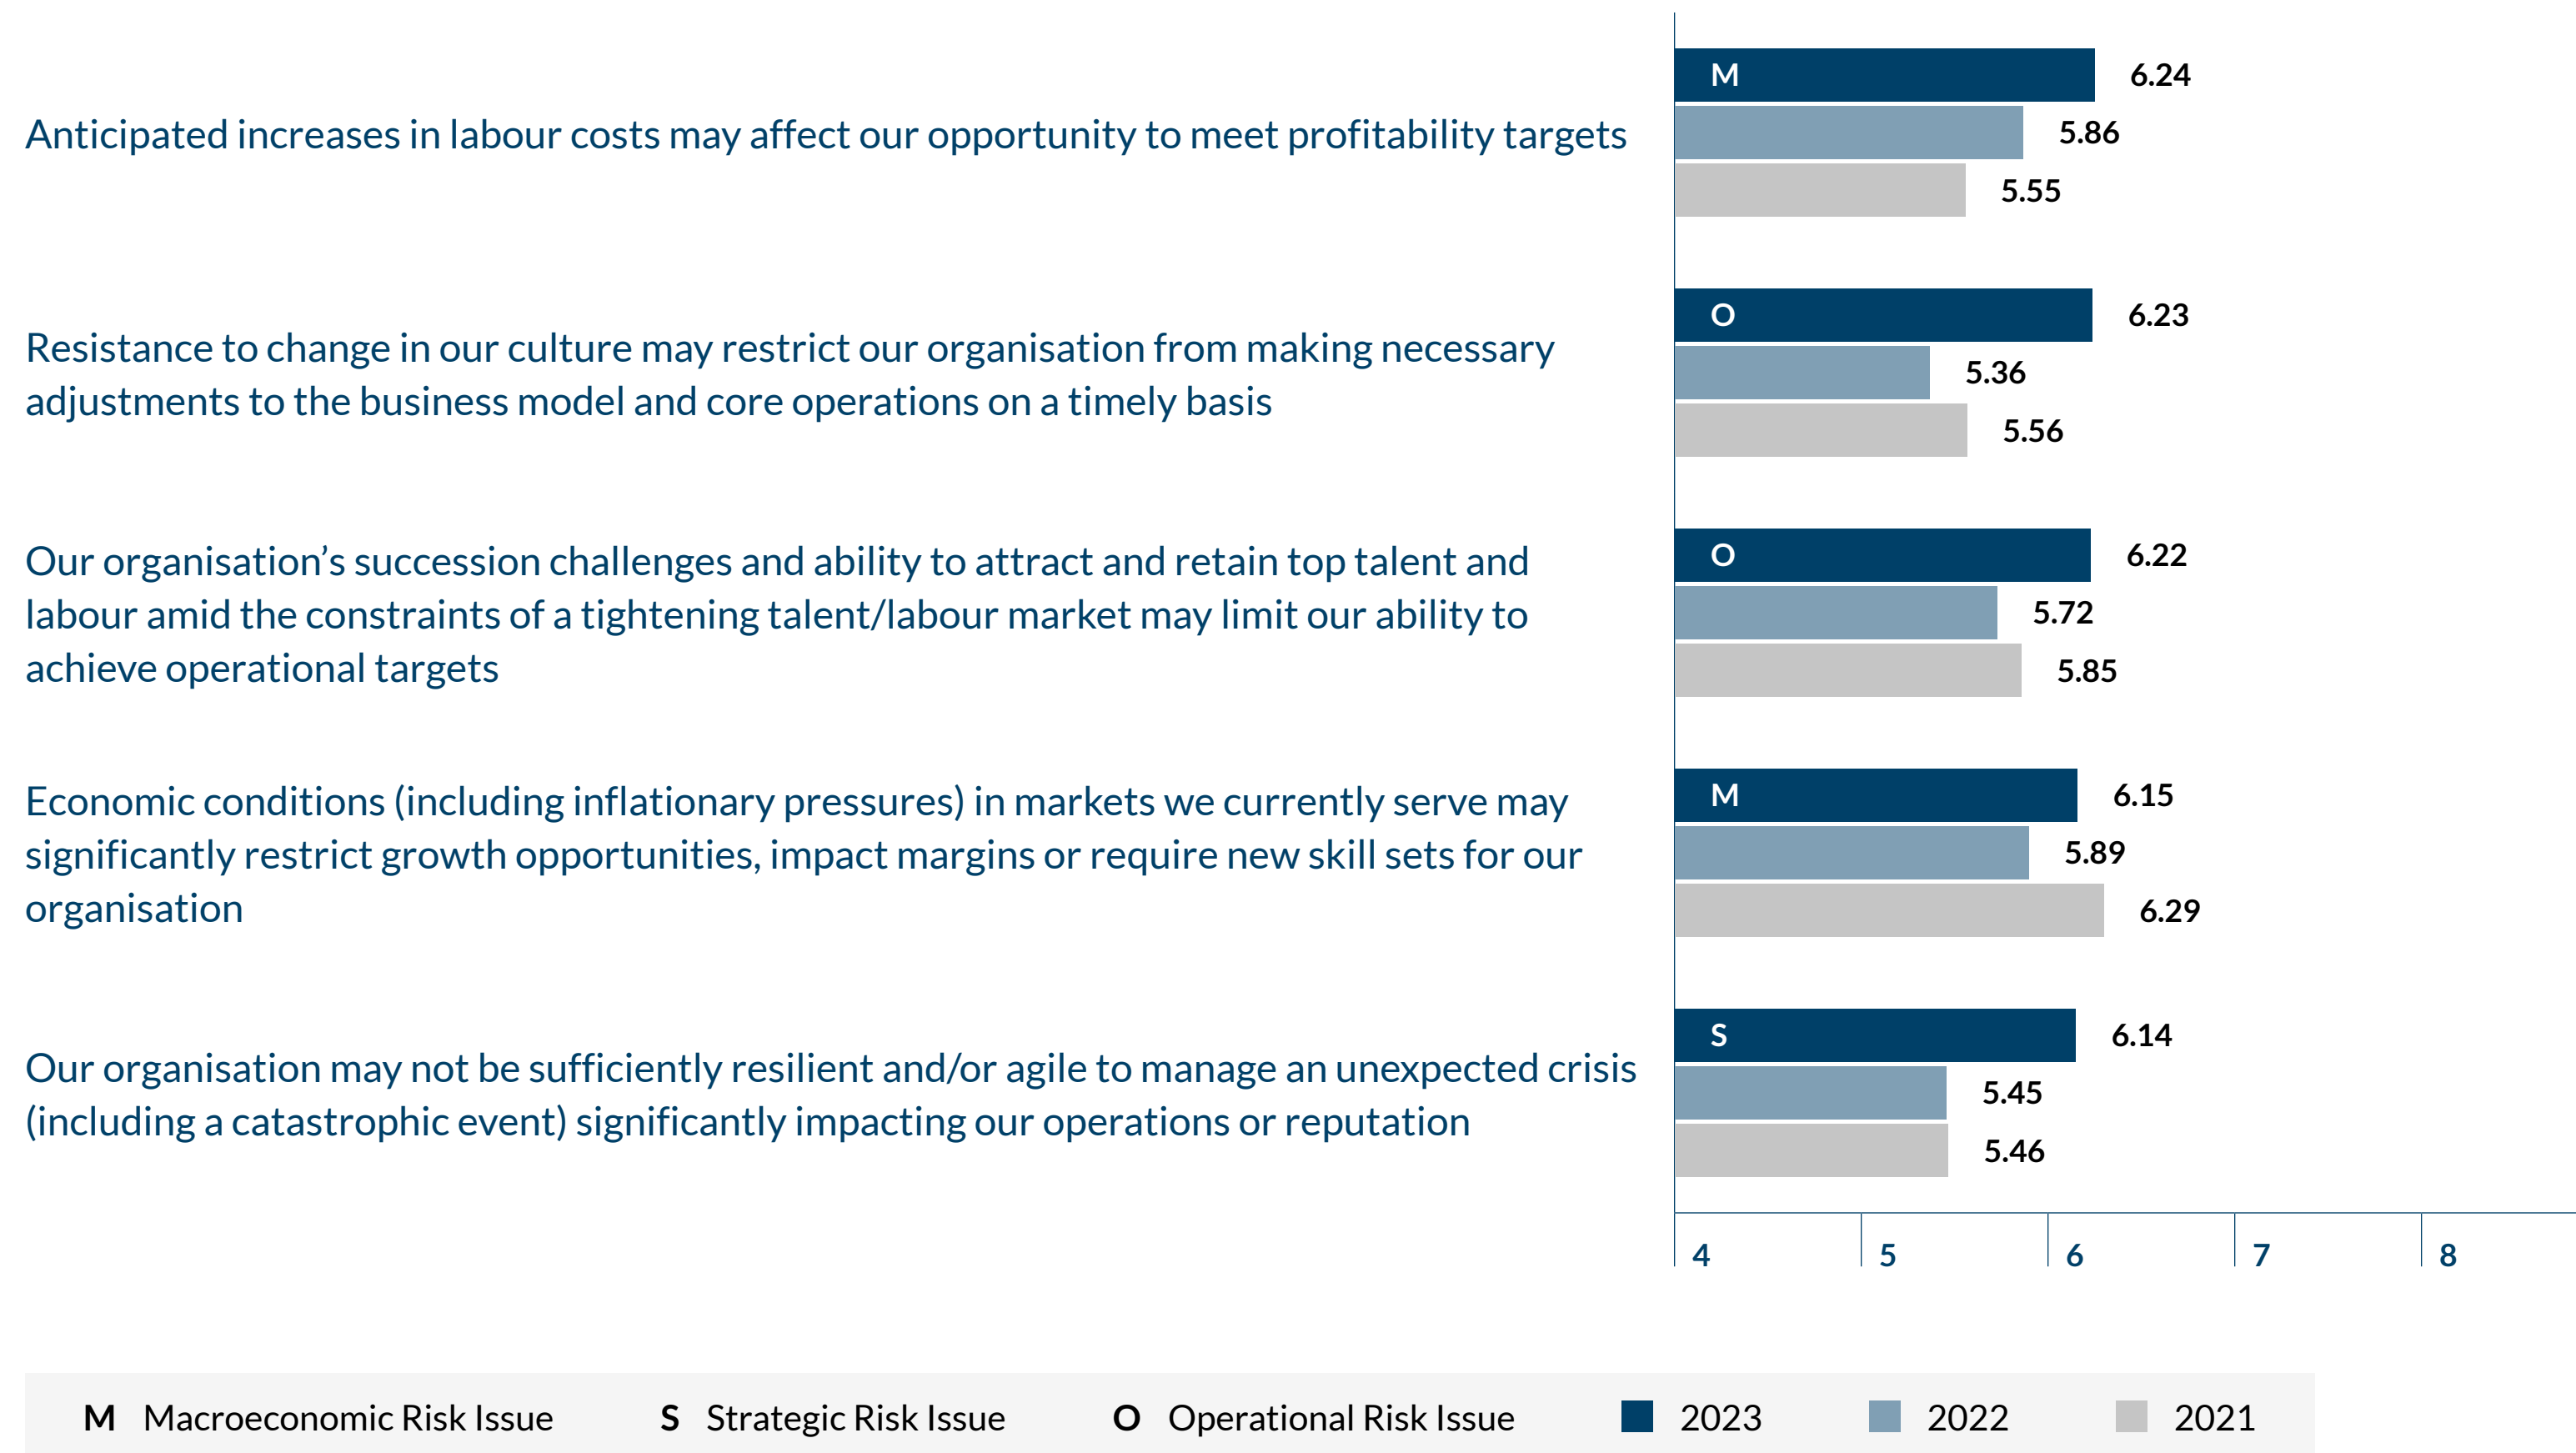 Anticipated increases in labour costs may affect our opportunity to meet profitability targets
M 6.24
5.86
5.55
Resistance to change in our culture may restrict our organisation from making necessary
adjustments to the business model and core operations on a timely basis
O 6.23
5.36
5.56
Our organisation’s succession challenges and ability to attract and retain top talent and
labour amid the constraints of a tightening talent/labour market may limit our ability to
achieve operational targets
O 6.22
5.72
5.85
Economic conditions (including inflationary pressures) in markets we currently serve may
significantly restrict growth opportunities, impact margins or require new skill sets for our
organisation
M 6.15
5.89
6.29
Our organisation may not be sufficiently resilient and/or agile to manage an unexpected crisis
(including a catastrophic event) significantly impacting our operations or reputation
S 6.14
5.45
5.46
4 5 6 7 8
M Macroeconomic Risk Issue S Strategic Risk Issue O Operational Risk Issue 2023 2022 2021